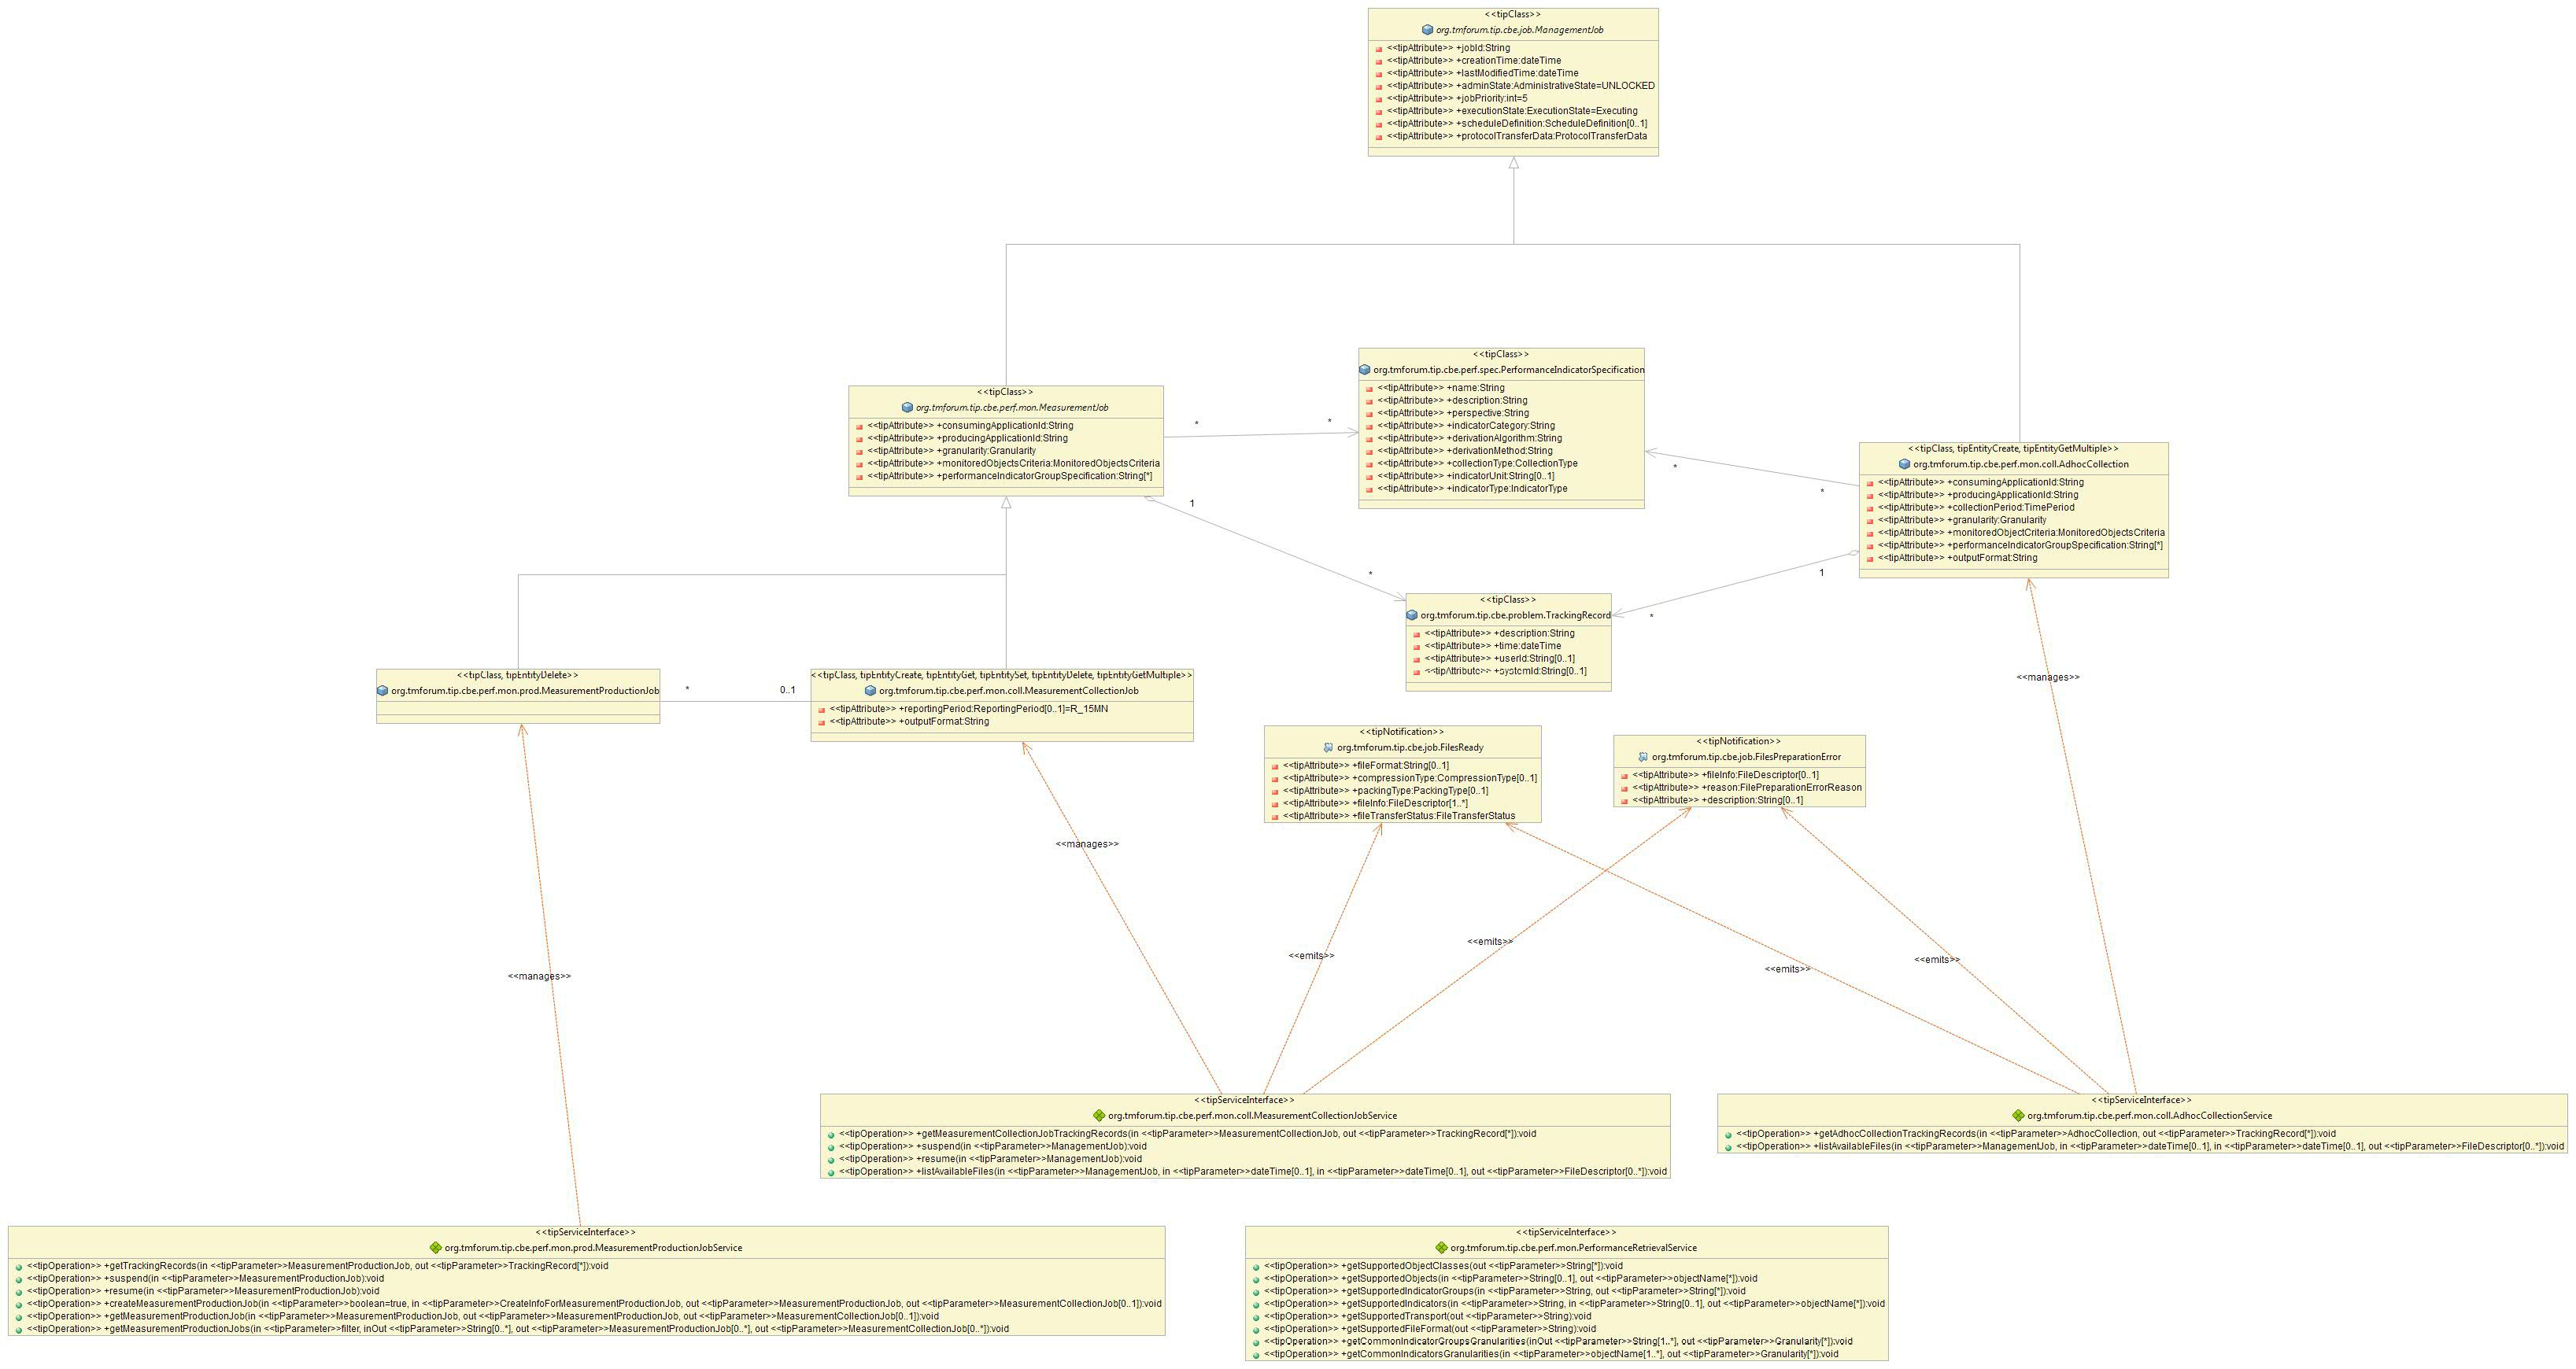 <<tipClass>>
org.tmforum.tip.cbe.job.ManagementJob
<<tipAttribute>> +jobId:String
<<tipAttribute>> +creationTime:dateTime
<<tipAttribute>> +lastModifiedTime:dateTime
<<tipAttribute>> +adminState:AdministrativeState=UNLOCKED
<<tipAttribute>> +jobPriority:int=5
<<tipAttribute>> +executionState:ExecutionState=Executing
<<tipAttribute>> +scheduleDefinition:ScheduleDefinition[0..1]
<<tipAttribute>> +protocolTransferData:ProtocolTransferData
<<tipClass>>
org.tmforum.tip.cbe.perf.mon.MeasurementJob
<<tipAttribute>> +consumingApplicationId:String
<<tipAttribute>> +producingApplicationId:String
<<tipAttribute>> +granularity:Granularity
<<tipAttribute>> +monitoredObjectsCriteria:MonitoredObjectsCriteria
<<tipAttribute>> +performanceIndicatorGroupSpecification:String[*]
*
*
<<tipClass>>
org.tmforum.tip.cbe.perf.spec.PerformanceIndicatorSpecification
<<tipAttribute>> +name:String
<<tipAttribute>> +description:String
<<tipAttribute>> +perspective:String
<<tipAttribute>> +indicatorCategory:String
<<tipAttribute>> +derivationAlgorithm:String
<<tipAttribute>> +derivationMethod:String
<<tipAttribute>> +collectionType:CollectionType
<<tipAttribute>> +indicatorUnit:String[0..1]
<<tipAttribute>> +indicatorType:IndicatorType
*
*
<<tipClass, tipEntityCreate, tipEntityGetMultiple>>
org.tmforum.tip.cbe.perf.mon.coll.AdhocCollection
<<tipAttribute>> +consumingApplicationId:String
<<tipAttribute>> +producingApplicationId:String
<<tipAttribute>> +collectionPeriod:TimePeriod
<<tipAttribute>> +granularity:Granularity
<<tipAttribute>> +monitoredObjectCriteria:MonitoredObjectsCriteria
<<tipAttribute>> +performanceIndicatorGroupSpecification:String[*]
<<tipAttribute>> +outputFormat:String
1
*
1
*
<<tipClass>>
org.tmforum.tip.cbe.problem.TrackingRecord
<<tipAttribute>> +description:String
<<tipAttribute>> +time:dateTime
<<tipAttribute>> +userId:String[0..1]
<<tipAttribute>> +systemId:String[0..1]
<<tipClass, tipEntityDelete>>
org.tmforum.tip.cbe.perf.mon.prod.MeasurementProductionJob
*
0..1
<<tipClass, tipEntityCreate, tipEntityGet, tipEntitySet, tipEntityDelete, tipEntityGetMultiple>>
org.tmforum.tip.cbe.perf.mon.coll.MeasurementCollectionJob
<<tipAttribute>> +reportingPeriod:ReportingPeriod[0..1]=R_15MN
<<tipAttribute>> +outputFormat:String
<<manages>>
<<tipNotification>>
org.tmforum.tip.cbe.job.FilesReady
<<tipAttribute>> +fileFormat:String[0..1]
<<tipAttribute>> +compressionType:CompressionType[0..1]
<<tipAttribute>> +packingType:PackingType[0..1]
<<tipAttribute>> +fileInfo:FileDescriptor[1..*]
<<tipAttribute>> +fileTransferStatus:FileTransferStatus
<<tipNotification>>
org.tmforum.tip.cbe.job.FilesPreparationError
<<tipAttribute>> +fileInfo:FileDescriptor[0..1]
<<tipAttribute>> +reason:FilePreparationErrorReason
<<tipAttribute>> +description:String[0..1]
<<manages>>
<<manages>>
<<emits>>
<<emits>>
<<emits>>
<<emits>>
<<tipServiceInterface>>
org.tmforum.tip.cbe.perf.mon.coll.MeasurementCollectionJobService
<<tipOperation>> +getMeasurementCollectionJobTrackingRecords(in <<tipParameter>>MeasurementCollectionJob, out <<tipParameter>>TrackingRecord[*]):void
<<tipOperation>> +suspend(in <<tipParameter>>ManagementJob):void
<<tipOperation>> +resume(in <<tipParameter>>ManagementJob):void
<<tipOperation>> +listAvailableFiles(in <<tipParameter>>ManagementJob, in <<tipParameter>>dateTime[0..1], in <<tipParameter>>dateTime[0..1], out <<tipParameter>>FileDescriptor[0..*]):void
<<tipServiceInterface>>
org.tmforum.tip.cbe.perf.mon.coll.AdhocCollectionService
<<tipOperation>> +getAdhocCollectionTrackingRecords(in <<tipParameter>>AdhocCollection, out <<tipParameter>>TrackingRecord[*]):void
<<tipOperation>> +listAvailableFiles(in <<tipParameter>>ManagementJob, in <<tipParameter>>dateTime[0..1], in <<tipParameter>>dateTime[0..1], out <<tipParameter>>FileDescriptor[0..*]):void
<<tipServiceInterface>>
org.tmforum.tip.cbe.perf.mon.prod.MeasurementProductionJobService
<<tipOperation>> +getTrackingRecords(in <<tipParameter>>MeasurementProductionJob, out <<tipParameter>>TrackingRecord[*]):void
<<tipOperation>> +suspend(in <<tipParameter>>MeasurementProductionJob):void
<<tipOperation>> +resume(in <<tipParameter>>MeasurementProductionJob):void
<<tipOperation>> +createMeasurementProductionJob(in <<tipParameter>>boolean=true, in <<tipParameter>>CreateInfoForMeasurementProductionJob, out <<tipParameter>>MeasurementProductionJob, out <<tipParameter>>MeasurementCollectionJob[0..1]):void
<<tipOperation>> +getMeasurementProductionJob(in <<tipParameter>>MeasurementProductionJob, out <<tipParameter>>MeasurementProductionJob, out <<tipParameter>>MeasurementCollectionJob[0..1]):void
<<tipOperation>> +getMeasurementProductionJobs(in <<tipParameter>>filter, inOut <<tipParameter>>String[0..*], out <<tipParameter>>MeasurementProductionJob[0..*], out <<tipParameter>>MeasurementCollectionJob[0..*]):void
<<tipServiceInterface>>
org.tmforum.tip.cbe.perf.mon.PerformanceRetrievalService
<<tipOperation>> +getSupportedObjectClasses(out <<tipParameter>>String[*]):void
<<tipOperation>> +getSupportedObjects(in <<tipParameter>>String[0..1], out <<tipParameter>>objectName[*]):void
<<tipOperation>> +getSupportedIndicatorGroups(in <<tipParameter>>String, out <<tipParameter>>String[*]):void
<<tipOperation>> +getSupportedIndicators(in <<tipParameter>>String, in <<tipParameter>>String[0..1], out <<tipParameter>>objectName[*]):void
<<tipOperation>> +getSupportedTransport(out <<tipParameter>>String):void
<<tipOperation>> +getSupportedFileFormat(out <<tipParameter>>String):void
<<tipOperation>> +getCommonIndicatorGroupsGranularities(inOut <<tipParameter>>String[1..*], out <<tipParameter>>Granularity[*]):void
<<tipOperation>> +getCommonIndicatorsGranularities(in <<tipParameter>>objectName[1..*], out <<tipParameter>>Granularity[*]):void